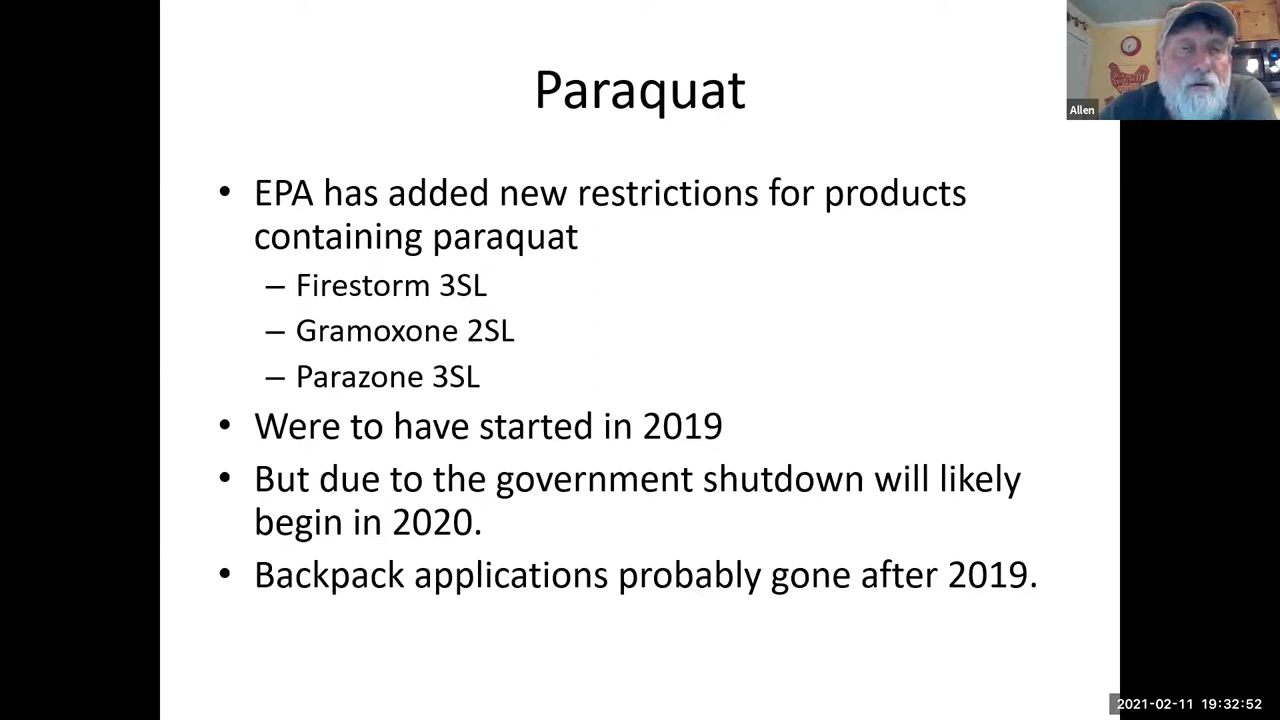 Paraquat
Allen
• EPA has added new restrictions for products
containing paraquat
– Firestorm 3SL
– Gramoxone 2SL
– Parazone 3SL
• Were to have started in 2019
• But due to the government shutdown will likely
begin in 2020.
• Backpack applications probably gone after 2019.
2021-02-11 19:32:52